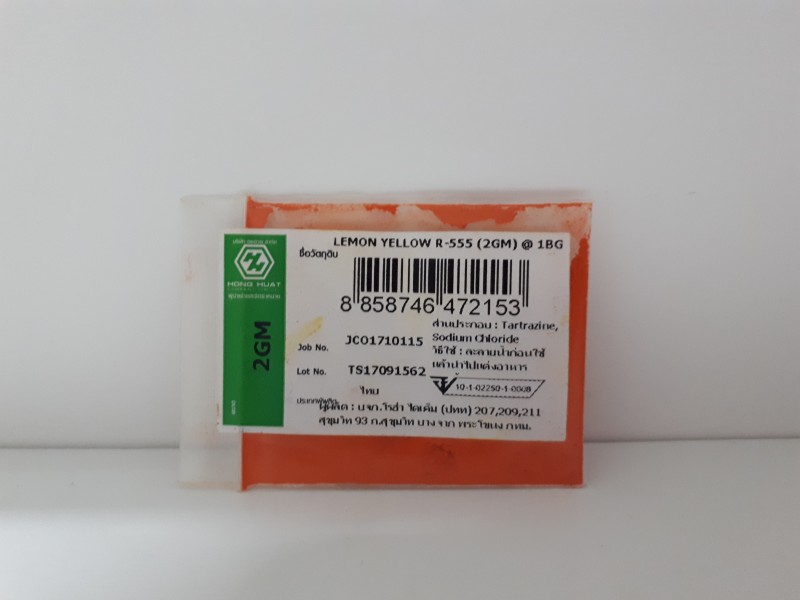 LEMON YELLOW R-555 (2GM) @ 1BG
ชื่อวัตถุดิบ
HONG HUAT
2GM
8 858746 472153
ส่วนประกอบ : Tartrazine,
Sodium Chloride
Job No. JCO1710115
วิธีใช้ : ละลายน้ำก่อนใช้
แล้วนำไปแต่งอาหาร
Lot No. TS17091562
10-1-02250-1-0008
ไทย
ประเทศผู้ผลิต
ผู้ผลิต : บจก.โรฮ่า ไดเค็ม (ปทท) 207,209,211
สุขุมวิท 93 ถ.สุขุมวิท บางจาก พระโขนง กทม.